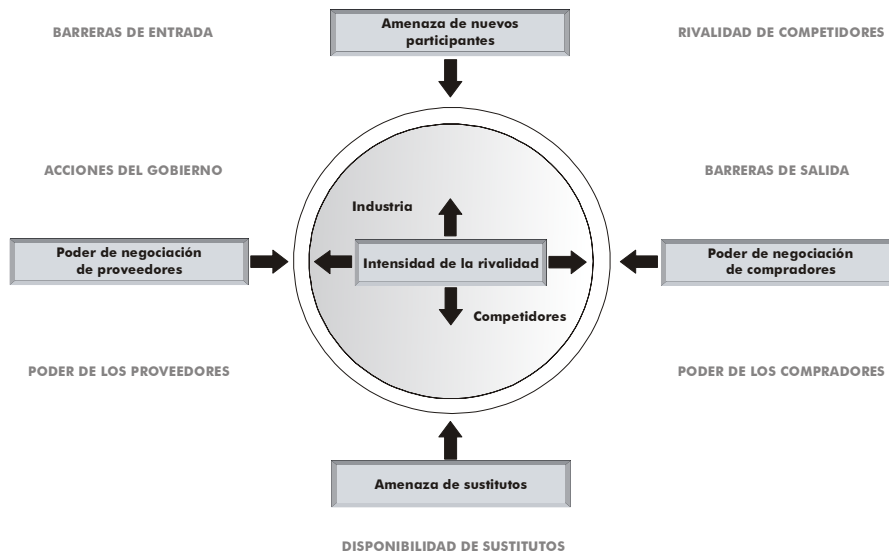 BARRERAS DE ENTRADA
Amenaza de nuevos
participantes
RIVALIDAD DE COMPETIDORES
ACCIONES DEL GOBIERNO
BARRERAS DE SALIDA
Industria
Poder de negociación
de proveedores
Intensidad de la rivalidad
Poder de negociación
de compradores
Competidores
PODER DE LOS PROVEEDORES
PODER DE LOS COMPRADORES
Amenaza de sustitutos
DISPONIBILIDAD DE SUSTITUTOS